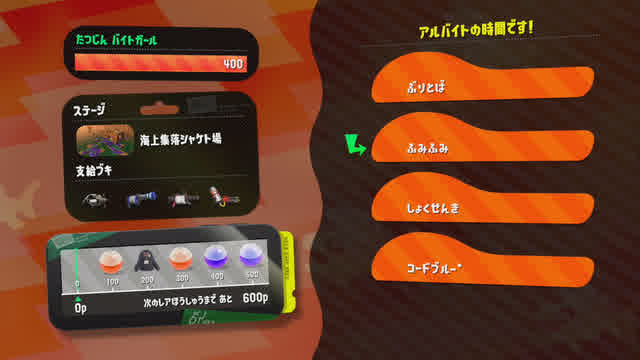 たつじん バイトガール
400
ステージ
海上集落シャケト場
支給ブキ
0 100 200 300 400 500
0p
次のレアほうしゅうまで あと 600p
アルバイトの時間です!
ぶりとば
ふみふみ
しょくせんき
コードブルー*